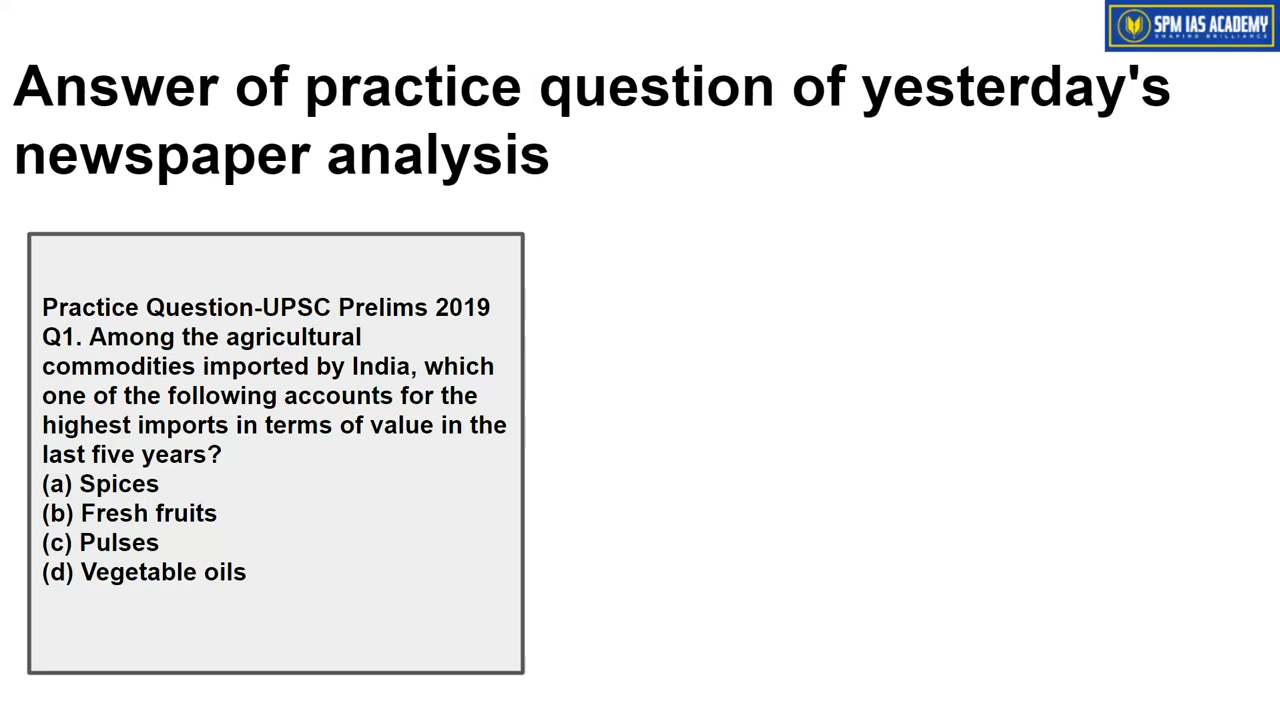 SPM IAS ACADEMY
SHAPING BRILLIANCE
Answer of practice question of yesterday's
newspaper analysis
Practice Question-UPSC Prelims 2019
Q1. Among the agricultural
commodities imported by India, which
one of the following accounts for the
highest imports in terms of value in the
last five years?
(a) Spices
(b) Fresh fruits
(c) Pulses
(d) Vegetable oils